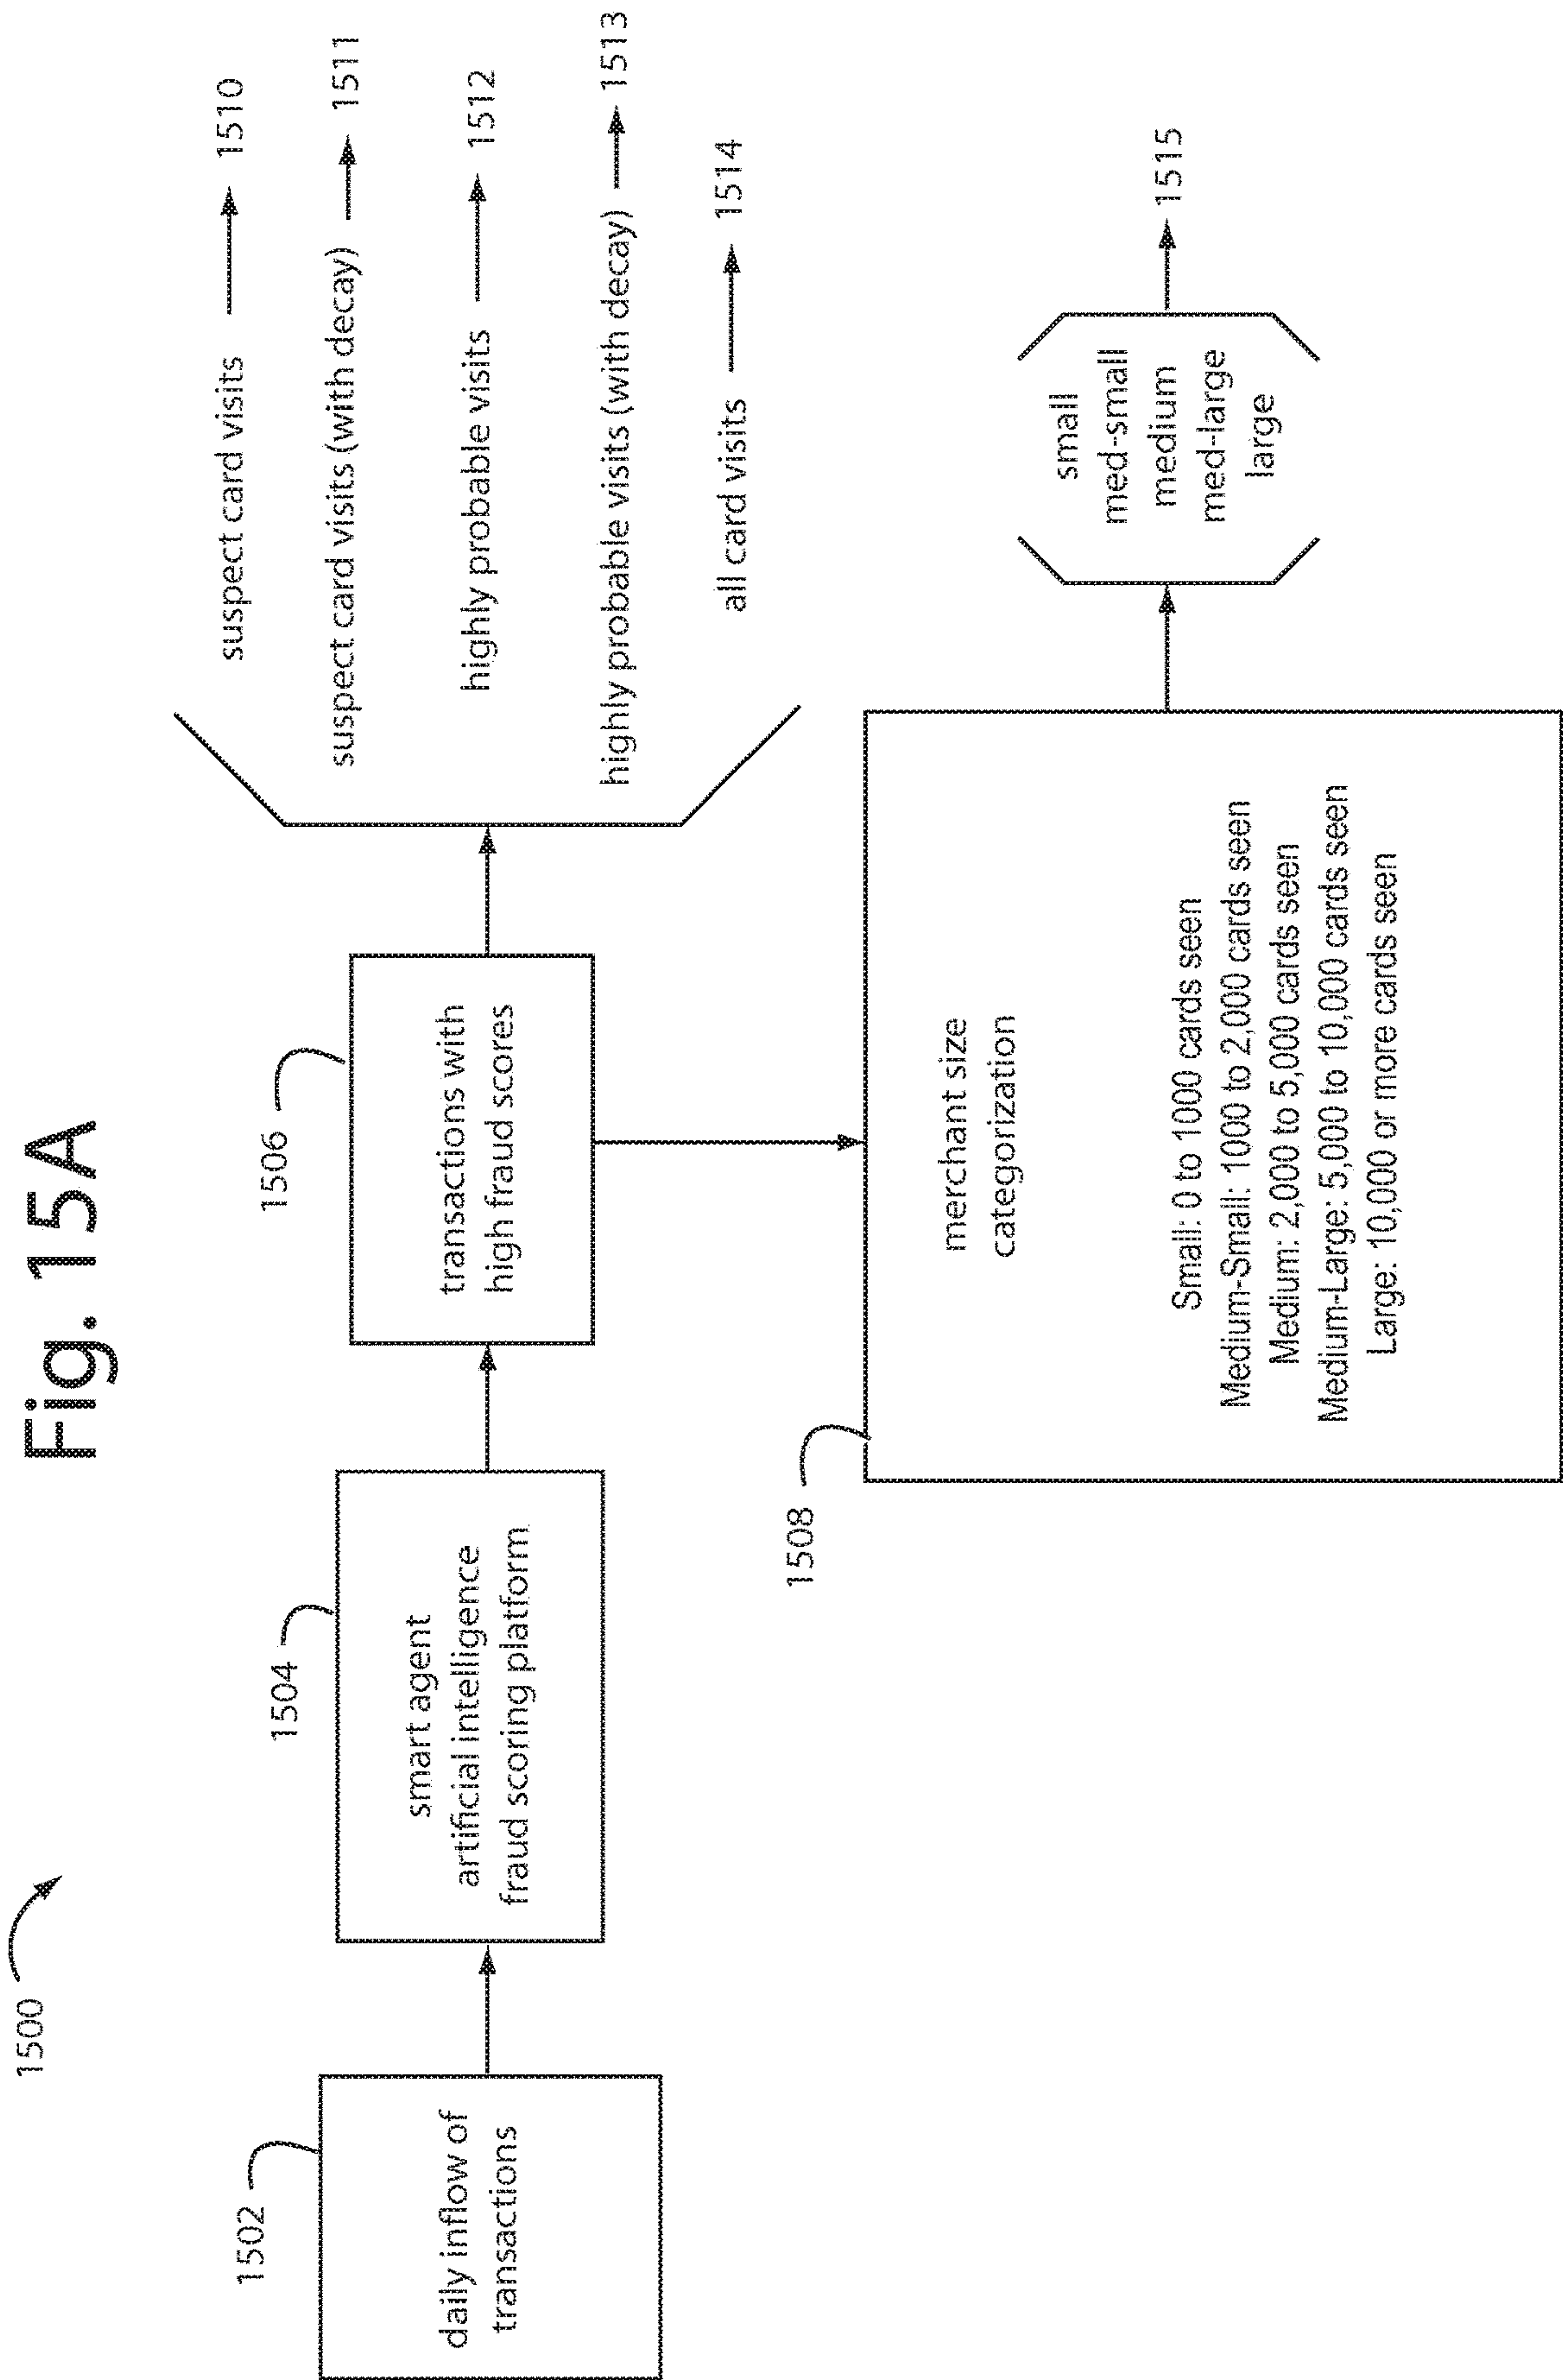 Fig. 15A
1500
1502
daily inflow of
transactions
1504
smart agent
artificial intelligence
fraud scoring platform
1506
transactions with
high fraud scores
suspect card visits
1510
suspect card visits (with decay)
1511
highly probable visits
1512
highly probable visits (with decay)
1513
all card visits
1514
1508
merchant size
categorization
Small: 0 to 1000 cards seen
Medium-Small: 1000 to 2,000 cards seen
Medium: 2,000 to 5,000 cards seen
Medium-Large: 5,000 to 10,000 cards seen
Large: 10,000 or more cards seen
small
med-small
medium
med-large
large
1515